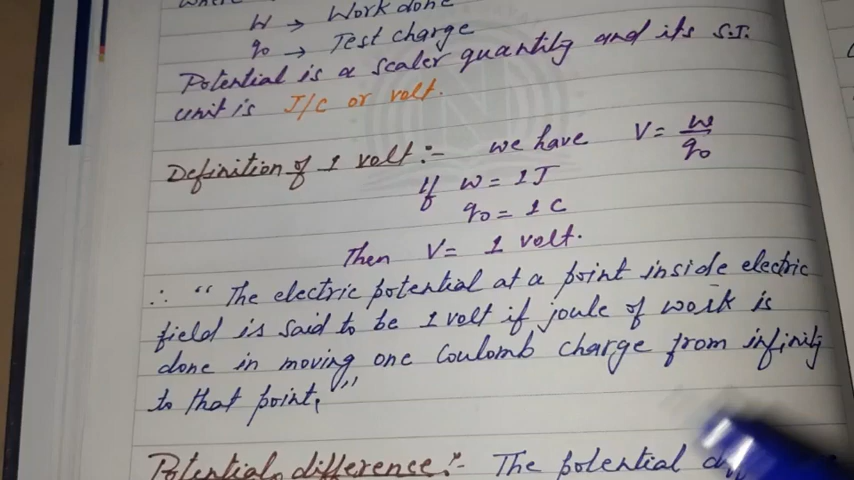 W → Work done
q0 → Test charge
Potential is a scaler quantity and its S.I.
unit is J/C or volt.
Definition of 1 volt :- we have V = W/q0
If w = 1J
q0 = 1C
Then V = 1 volt.
∴ "The electric potential at a point inside electric
field is said to be 1 volt if joule of work is
done in moving one Coulomb charge from infinity
to that point,"
Potential difference :- The potential